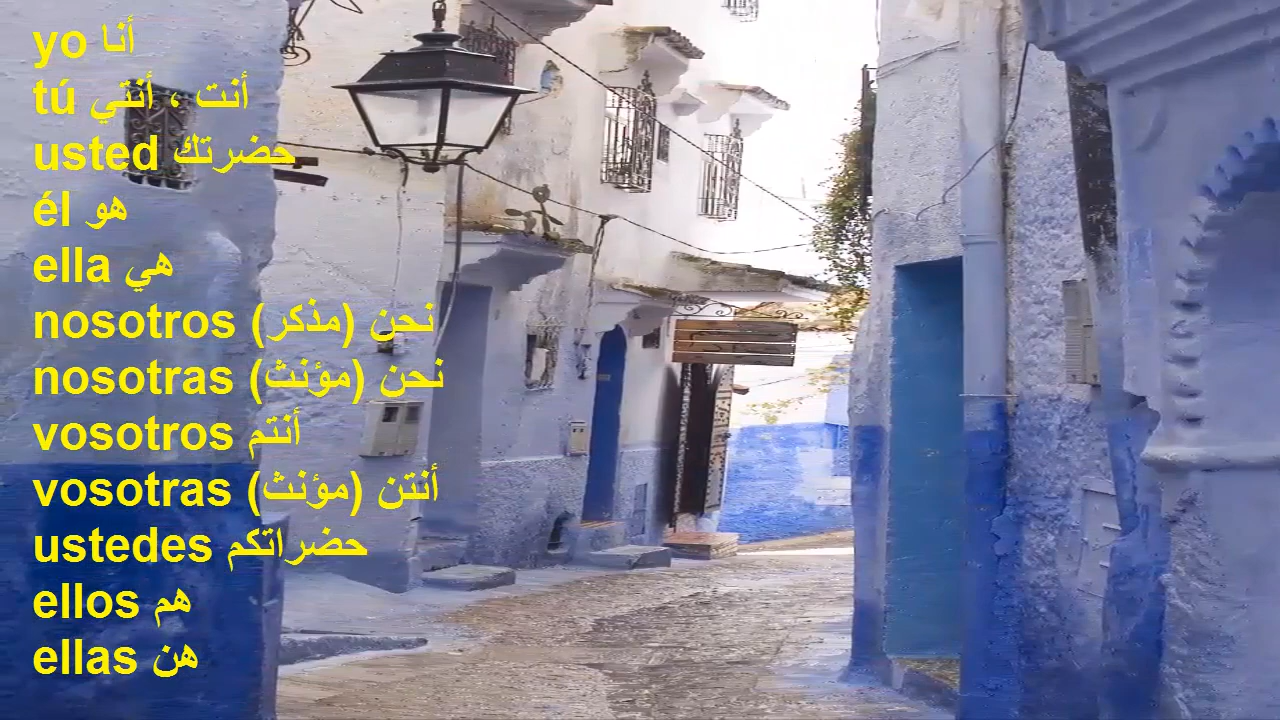 yo أنا
tú أنت ، أنتي
usted حضرتك
él هو
ella هي
nosotros (مذكر) نحن
nosotras (مؤنث) نحن
vosotros أنتم
vosotras (مؤنث) أنتن
ustedes حضراتكم
ellos هم
ellas هن